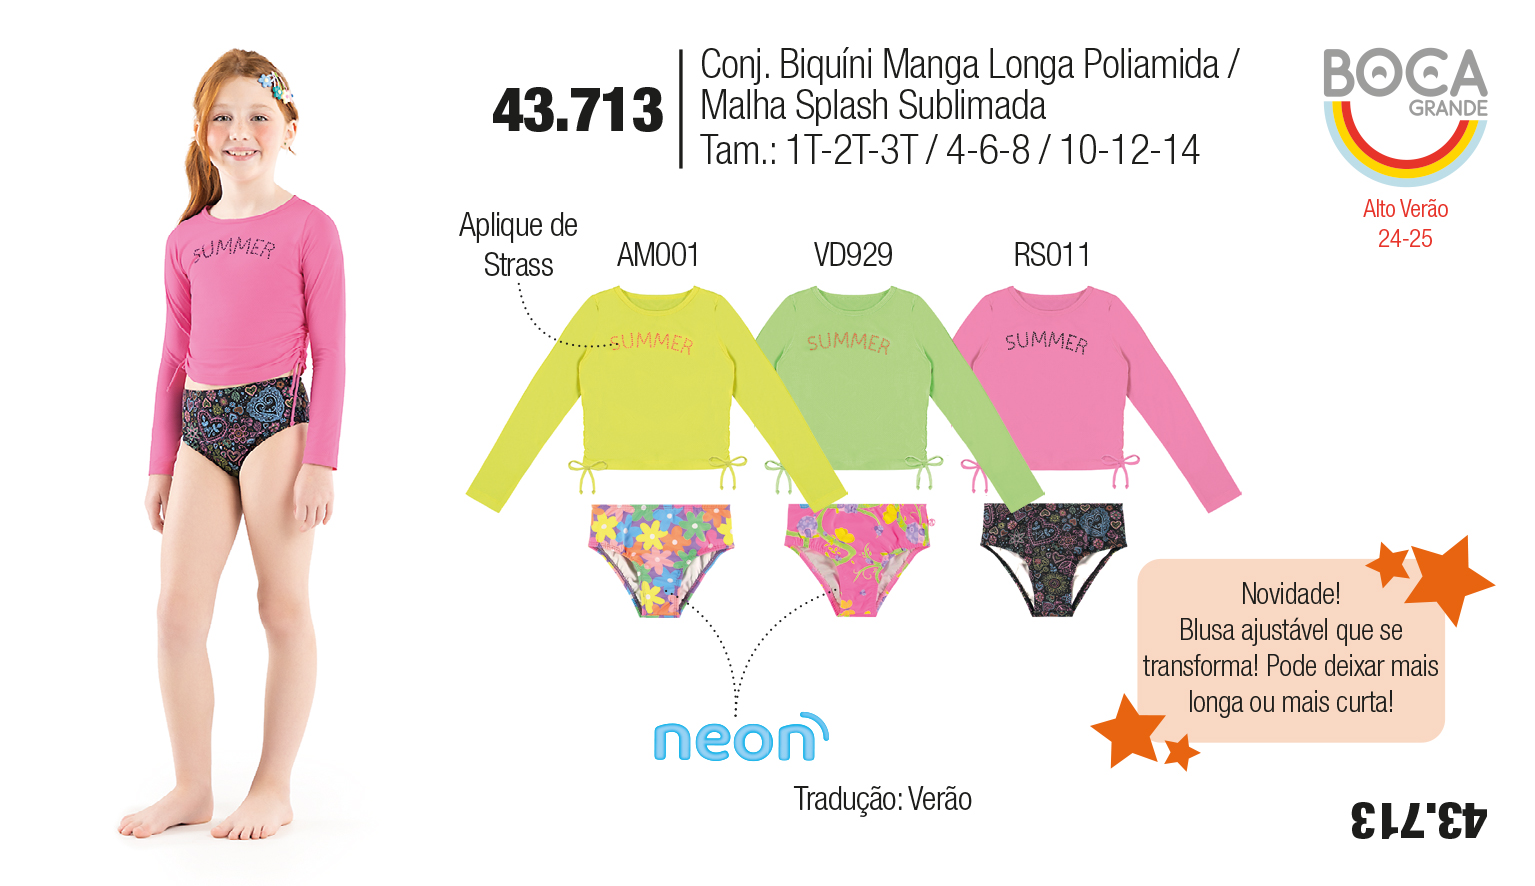 43.713
Conj. Biquíni Manga Longa Poliamida /
Malha Splash Sublimada
Tam.: 1T-2T-3T / 4-6-8 / 10-12-14
BOCA
GRANDE
Alto Verão
24-25
Aplique de
Strass
AM001
VD929
RS011
SUMMER
SUMMER
SUMMER
SUMMER
Novidade!
Blusa ajustável que se
transforma! Pode deixar mais
longa ou mais curta!
neon
Tradução: Verão
43.713